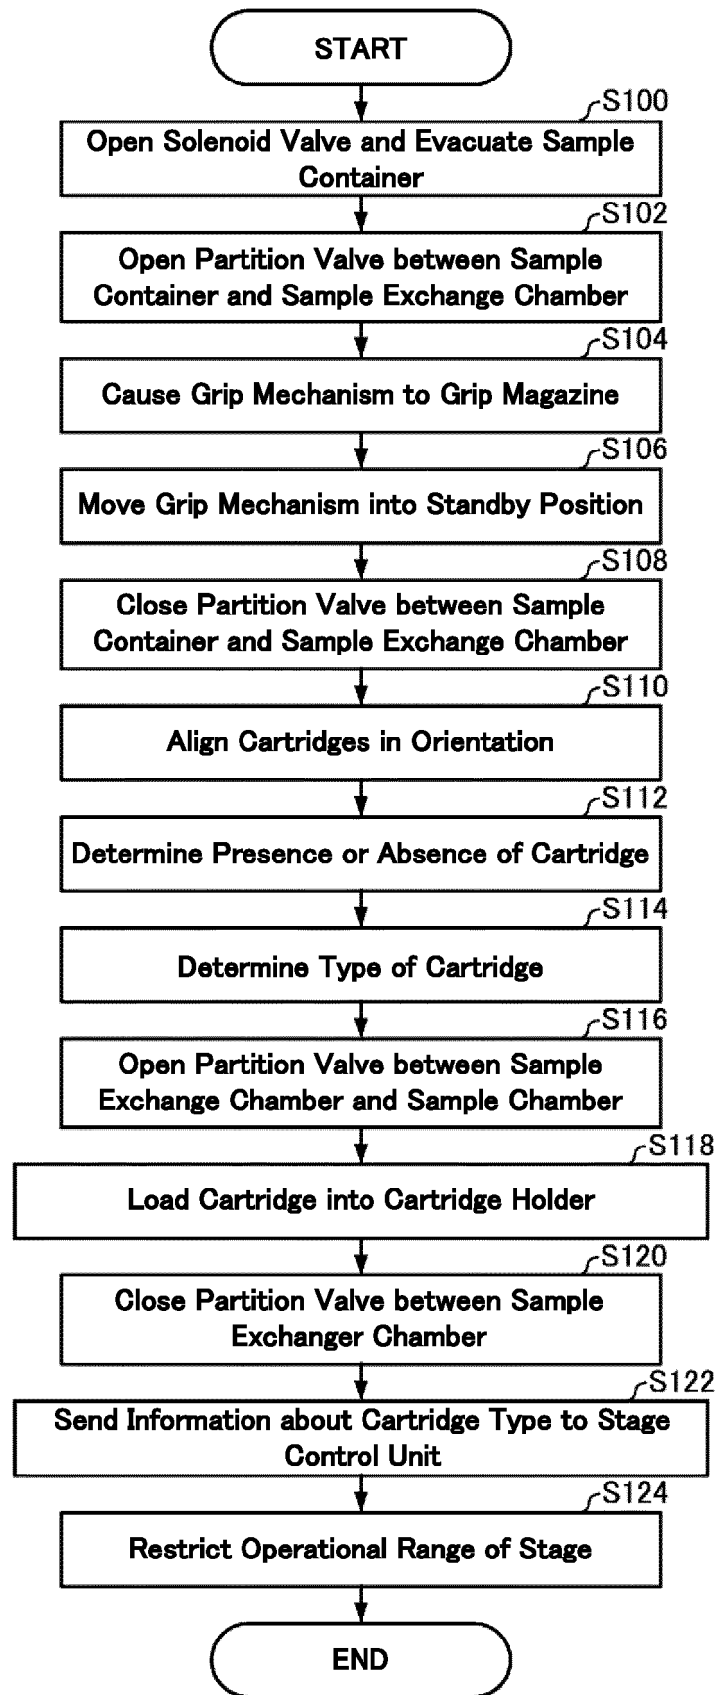 START
S100
Open Solenoid Valve and Evacuate Sample
Container
S102
Open Partition Valve between Sample
Container and Sample Exchange Chamber
S104
Cause Grip Mechanism to Grip Magazine
S106
Move Grip Mechanism into Standby Position
S108
Close Partition Valve between Sample
Container and Sample Exchange Chamber
S110
Align Cartridges in Orientation
S112
Determine Presence or Absence of Cartridge
S114
Determine Type of Cartridge
S116
Open Partition Valve between Sample
Exchange Chamber and Sample Chamber
S118
Load Cartridge into Cartridge Holder
S120
Close Partition Valve between Sample
Exchanger Chamber
S122
Send Information about Cartridge Type to Stage
Control Unit
S124
Restrict Operational Range of Stage
END